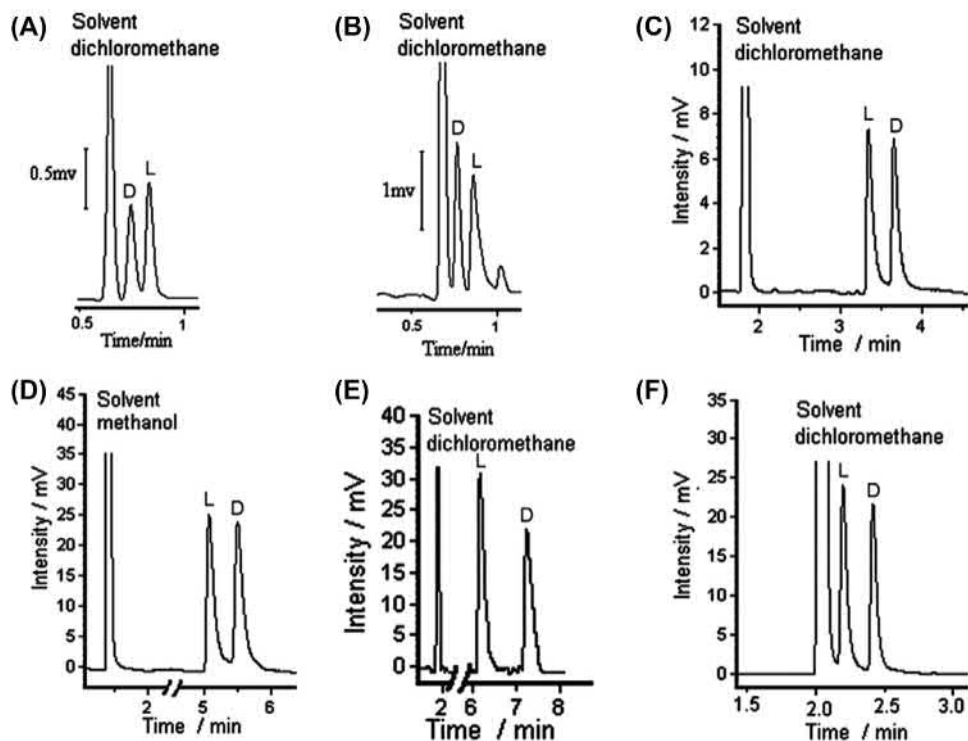 (A)
Solvent
dichloromethane
0.5mv
D
L
0.5
1
Time/min
(B)
Solvent
dichloromethane
1mv
D
L
0.5
1
Time/min
(C)
Solvent
dichloromethane
12
10
8
6
4
2
0
Intensity / mV
L
D
2
3
4
Time / min
(D)
Solvent
methanol
45
40
35
30
25
20
15
10
5
0
Intensity / mV
L
D
2
5
6
Time / min
(E)
Solvent
dichloromethane
40
35
30
25
20
15
10
5
0
Intensity / mV
L
D
2
6
7
8
Time / min
(F)
Solvent
dichloromethane
35
30
25
20
15
10
5
0
Intensity / mV
L
D
1.5
2.0
2.5
3.0
Time / min